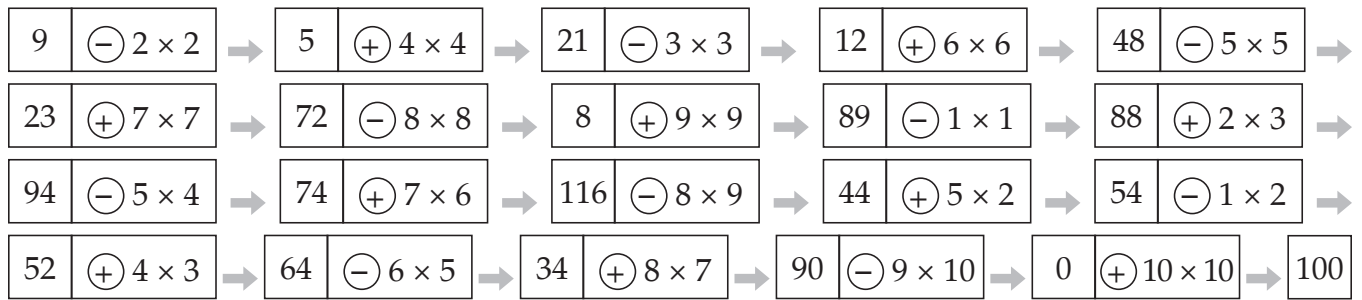 9 − 2 × 2 5 + 4 × 4 21 − 3 × 3 12 + 6 × 6 48 − 5 × 5
23 + 7 × 7 72 − 8 × 8 8 + 9 × 9 89 − 1 × 1 88 + 2 × 3
94 − 5 × 4 74 + 7 × 6 116 − 8 × 9 44 + 5 × 2 54 − 1 × 2
52 + 4 × 3 64 − 6 × 5 34 + 8 × 7 90 − 9 × 10 0 + 10 × 10 100